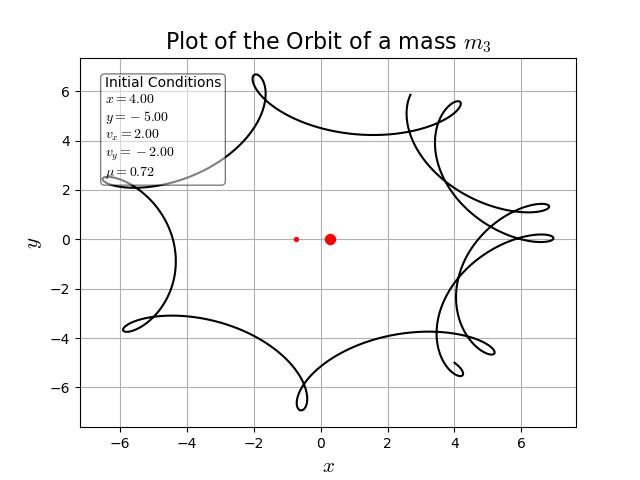 Plot of the Orbit of a mass m₃
Initial Conditions
x = 4.00
y = −5.00
vₓ = 2.00
v_y = −2.00
μ = 0.72
6
4
2
0
−2
−4
−6
y
−6 −4 −2 0 2 4 6
x